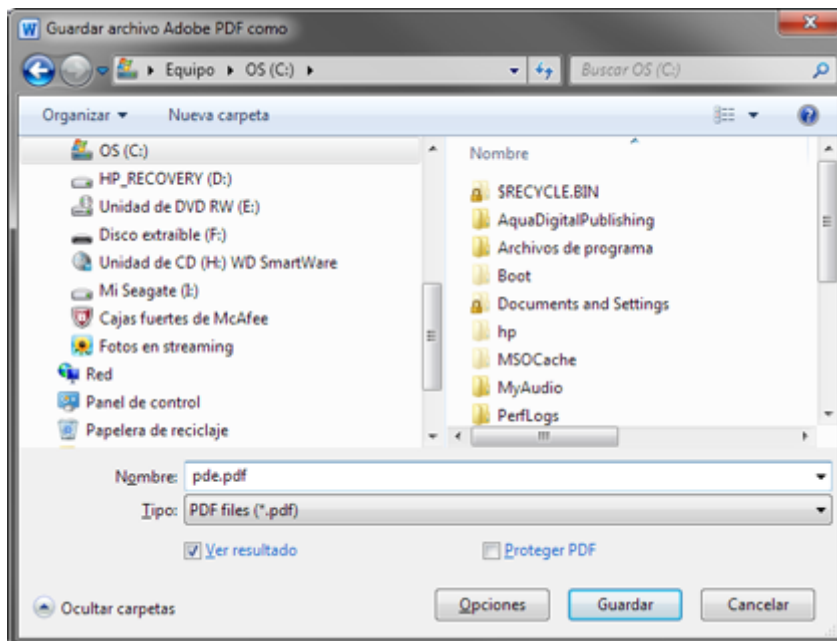 Guardar archivo Adobe PDF como
Equipo OS (C:)
Buscar OS (C:)
Organizar
Nueva carpeta
OS (C:)
HP_RECOVERY (D:)
Unidad de DVD RW (E:)
Disco extraíble (F:)
Unidad de CD (H:) WD SmartWare
Mi Seagate (I:)
Cajas fuertes de McAfee
Fotos en streaming
Red
Panel de control
Papelera de reciclaje
Nombre
$RECYCLE.BIN
AquaDigitalPublishing
Archivos de programa
Boot
Documents and Settings
hp
MSOCache
MyAudio
PerfLogs
Nombre: pde.pdf
Tipo: PDF files (*.pdf)
Ver resultado
Proteger PDF
Ocultar carpetas
Opciones
Guardar
Cancelar